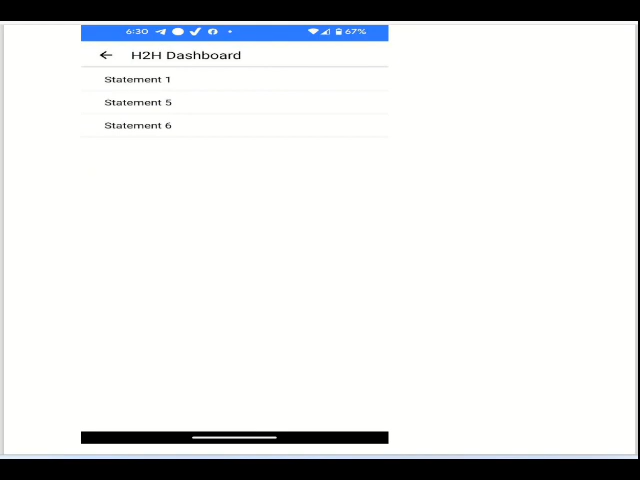 6:30 67%
H2H Dashboard
Statement 1
Statement 5
Statement 6